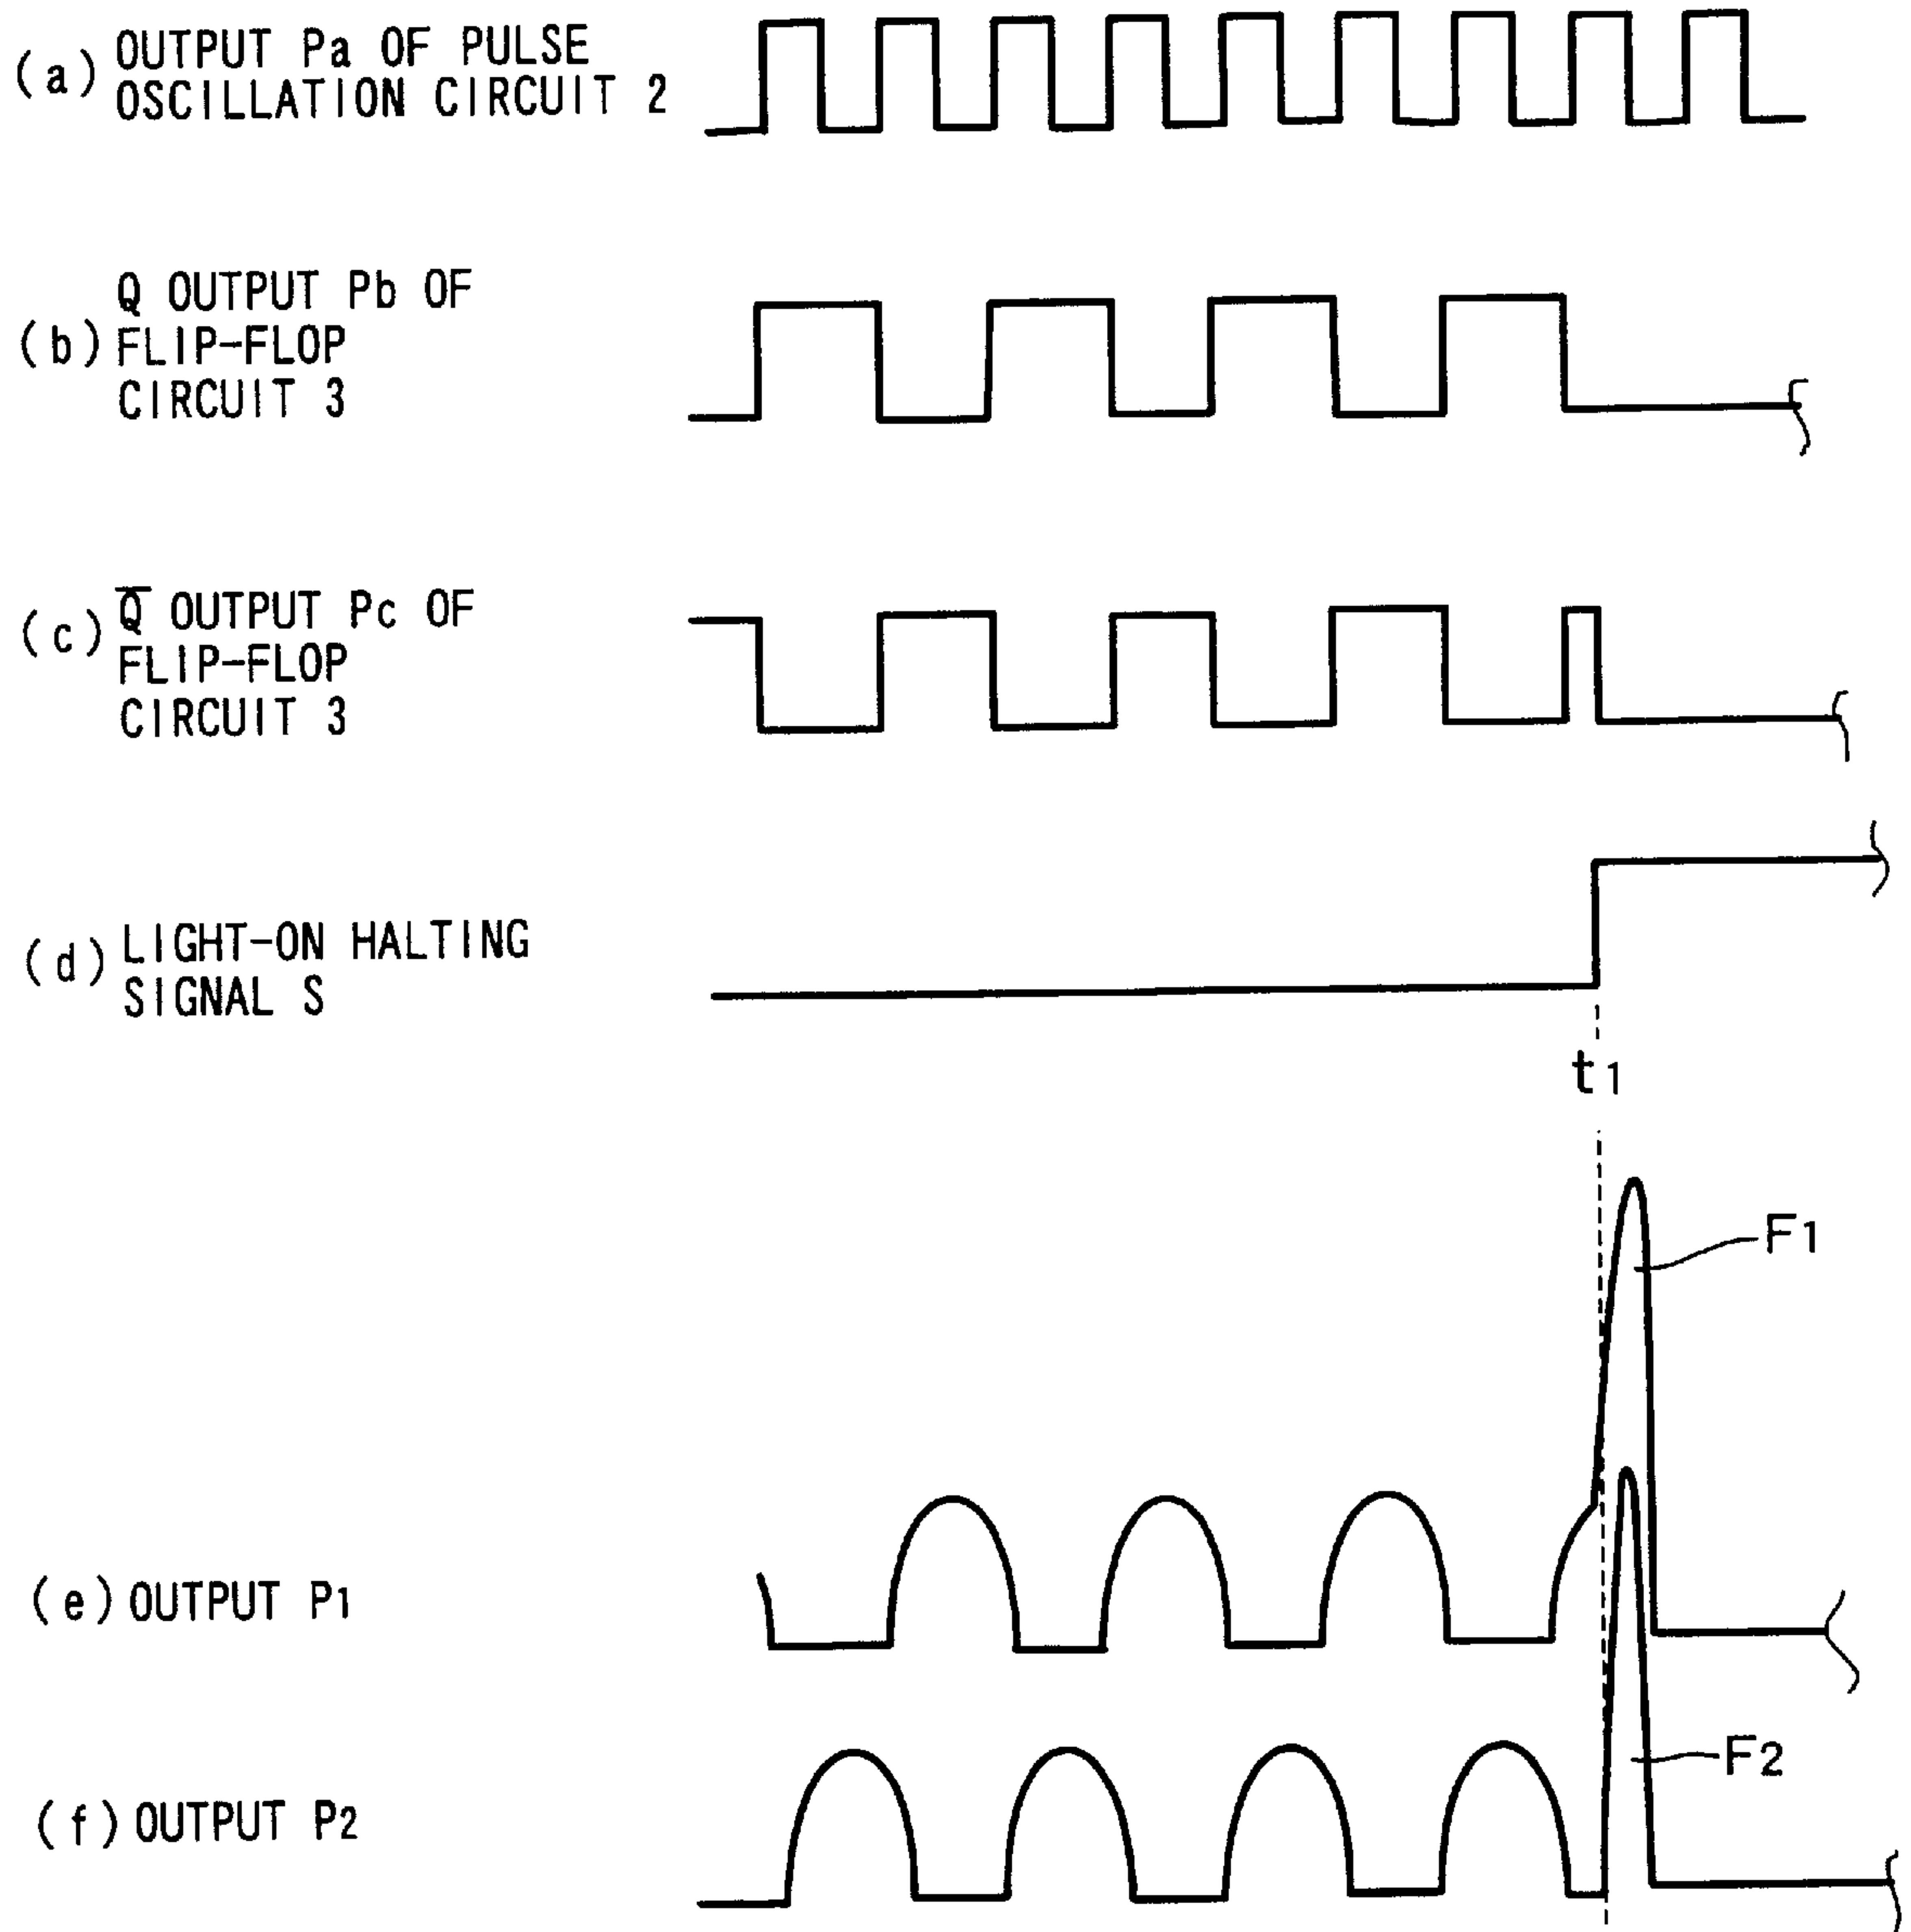 (a) OUTPUT Pa OF PULSE
OSCILLATION CIRCUIT 2
Q OUTPUT Pb OF
(b) FLIP-FLOP
CIRCUIT 3
(c) Q̅ OUTPUT Pc OF
FLIP-FLOP
CIRCUIT 3
(d) LIGHT-ON HALTING
SIGNAL S
t1
F1
(e) OUTPUT P1
F2
(f) OUTPUT P2